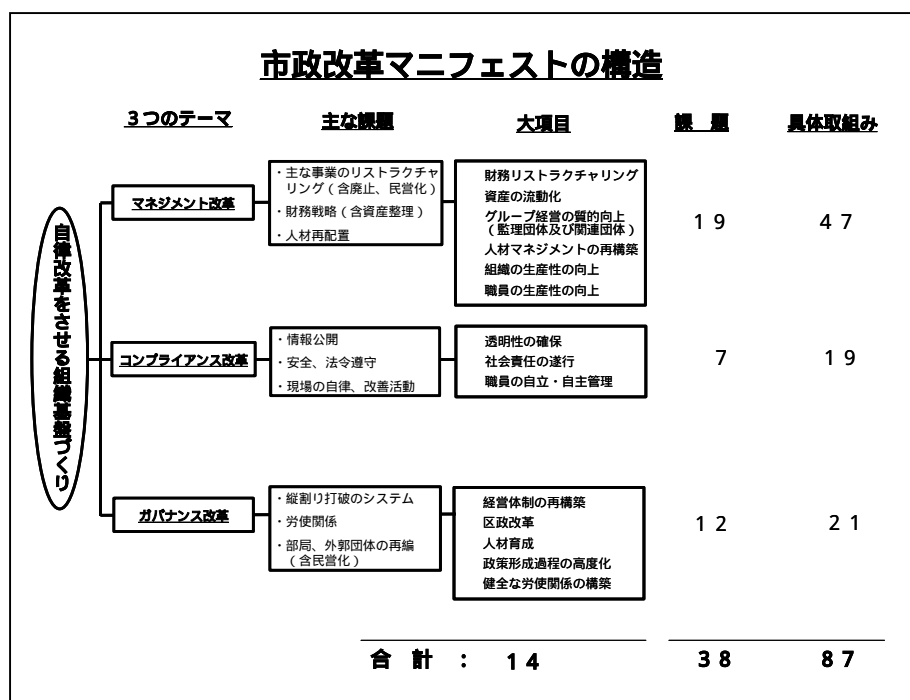 市政改革マニフェストの構造
３つのテーマ
主な課題
大項目
課　題
具体取組み
自律改革をさせる組織基盤づくり
マネジメント改革
・主な事業のリストラクチャ
リング（含廃止、民営化）
・財務戦略（含資産整理）
・人材再配置
財務リストラクチャリング
資産の流動化
グループ経営の質的向上
（監理団体及び関連団体）
人材マネジメントの再構築
組織の生産性の向上
職員の生産性の向上
１９
４７
コンプライアンス改革
・情報公開
・安全、法令遵守
・現場の自律、改善活動
透明性の確保
社会責任の遂行
職員の自立・自主管理
７
１９
ガバナンス改革
・縦割り打破のシステム
・労使関係
・部局、外郭団体の再編
（含民営化）
経営体制の再構築
区政改革
人材育成
政策形成過程の高度化
健全な労使関係の構築
１２
２１
合　計　：　１４
３８
８７